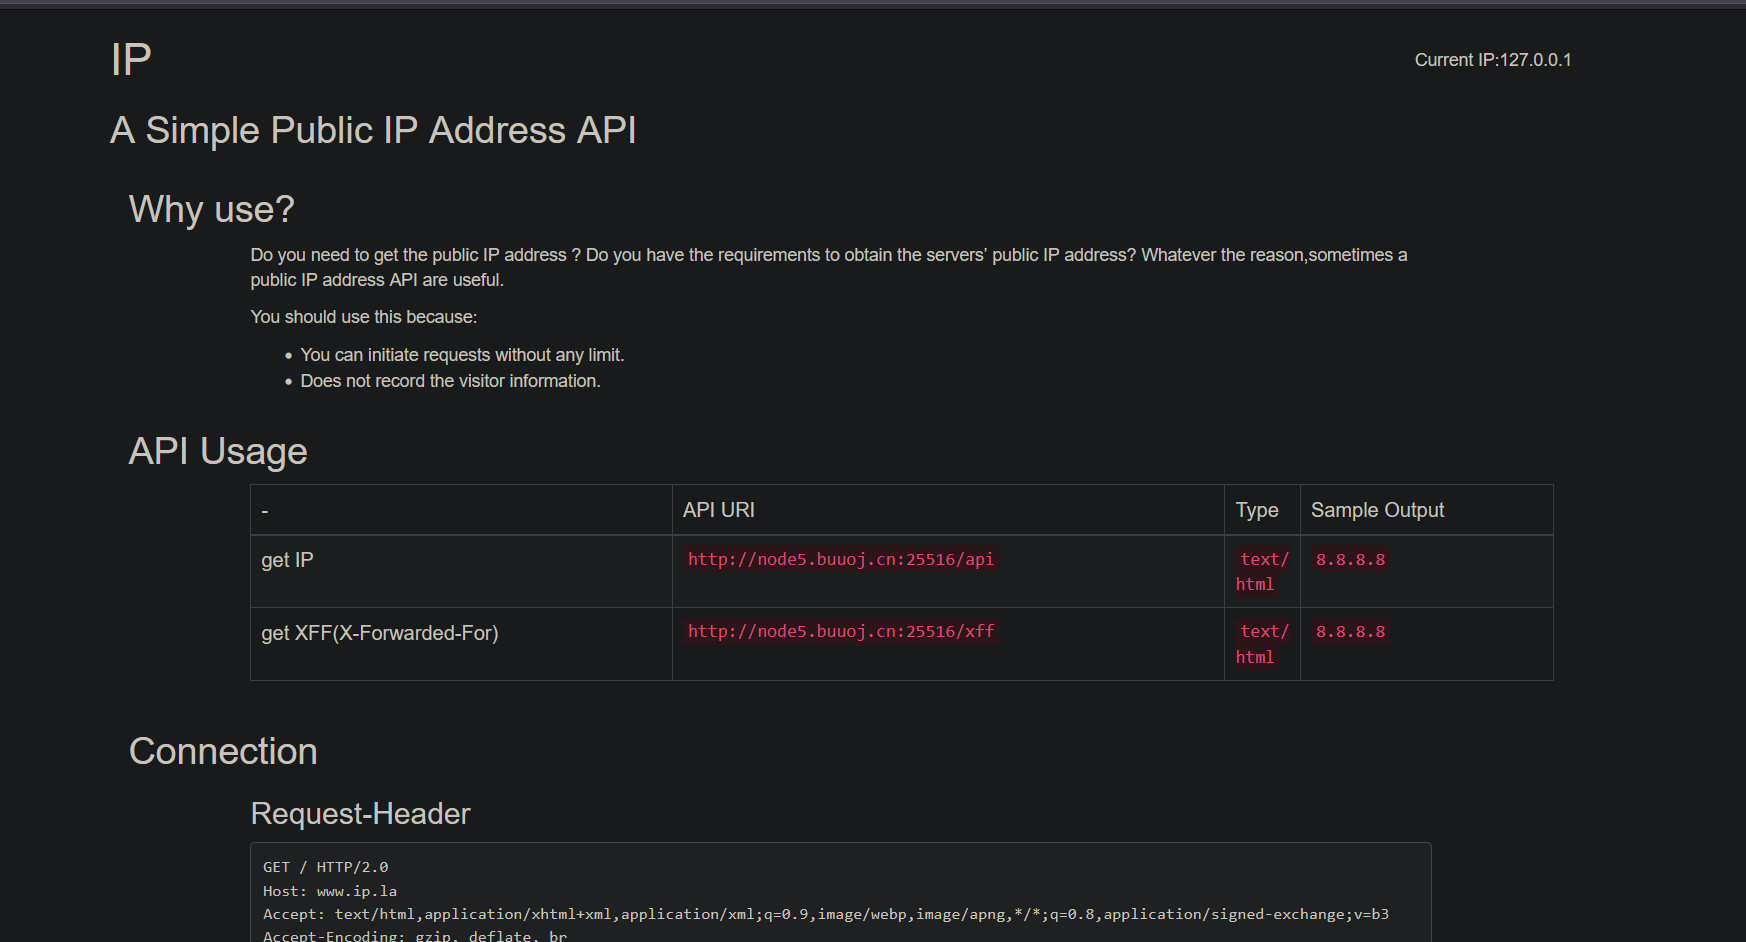 IP
Current IP:127.0.0.1
A Simple Public IP Address API
Why use?
Do you need to get the public IP address ? Do you have the requirements to obtain the servers’ public IP address? Whatever the reason,sometimes a
public IP address API are useful.
You should use this because:
You can initiate requests without any limit.
Does not record the visitor information.
API Usage
- API URI Type Sample Output
get IP http://node5.buuoj.cn:25516/api text/
html 8.8.8.8
get XFF(X-Forwarded-For) http://node5.buuoj.cn:25516/xff text/
html 8.8.8.8
Connection
Request-Header
GET / HTTP/2.0
Host: www.ip.la
Accept: text/html,application/xhtml+xml,application/xml;q=0.9,image/webp,image/apng,*/*;q=0.8,application/signed-exchange;v=b3
Accept-Encoding: gzip, deflate, br